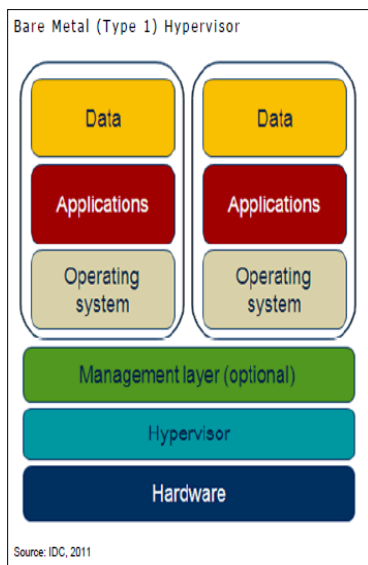 Bare Metal (Type 1) Hypervisor
Data
Data
Applications
Applications
Operating
system
Operating
system
Management layer (optional)
Hypervisor
Hardware
Source: IDC, 2011